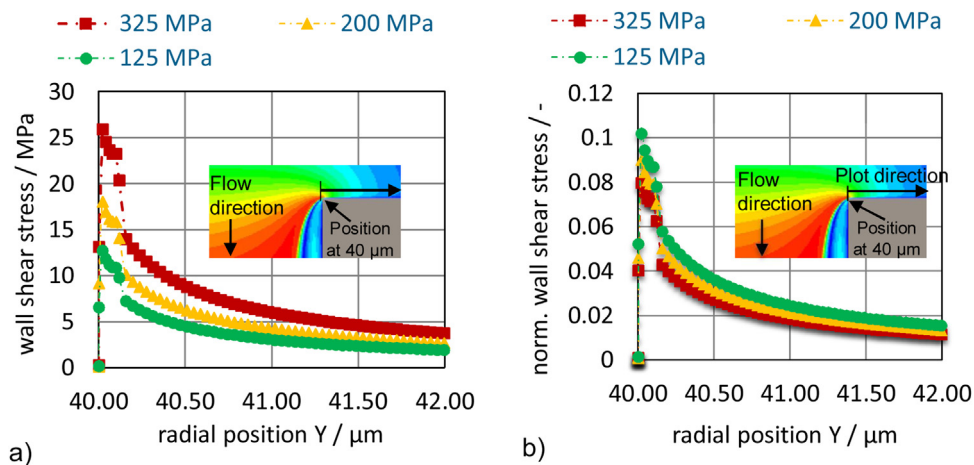 325 MPa
200 MPa
125 MPa
wall shear stress / MPa
30
25
20
15
10
5
0
Flow
direction
Position
at 40 µm
40.00 40.50 41.00 41.50 42.00
radial position Y / µm
a)
325 MPa
200 MPa
125 MPa
norm. wall shear stress / -
0.12
0.1
0.08
0.06
0.04
0.02
0
Flow
direction
Plot direction
Position
at 40 µm
40.00 40.50 41.00 41.50 42.00
radial position Y / µm
b)